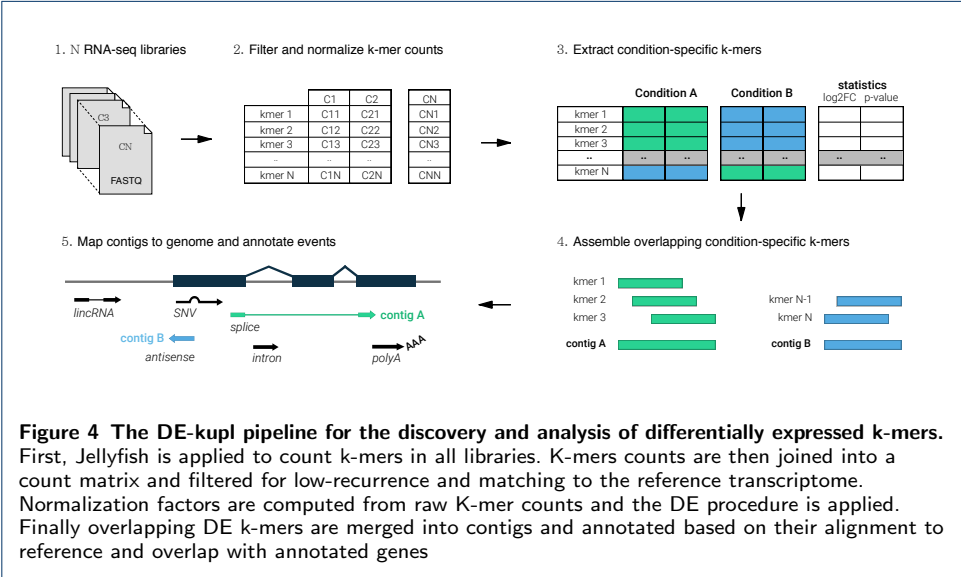 1. N RNA-seq libraries
C3
CN
FASTQ
2. Filter and normalize k-mer counts
C1 C2 CN
kmer 1 C11 C21 CN1
kmer 2 C12 C22 CN2
kmer 3 C13 C23 CN3
.. .. .. ..
kmer N C1N C2N CNN
3. Extract condition-specific k-mers
Condition A Condition B statistics
log2FC p-value
kmer 1
kmer 2
kmer 3
.. .. .. .. .. .. ..
kmer N
5. Map contigs to genome and annotate events
lincRNA
SNV
splice
contig A
contig B
antisense
intron
polyA
AAA
4. Assemble overlapping condition-specific k-mers
kmer 1
kmer 2
kmer 3
contig A
kmer N-1
kmer N
contig B
Figure 4 The DE-kupl pipeline for the discovery and analysis of differentially expressed k-mers.
First, Jellyfish is applied to count k-mers in all libraries. K-mers counts are then joined into a
count matrix and filtered for low-recurrence and matching to the reference transcriptome.
Normalization factors are computed from raw K-mer counts and the DE procedure is applied.
Finally overlapping DE k-mers are merged into contigs and annotated based on their alignment to
reference and overlap with annotated genes